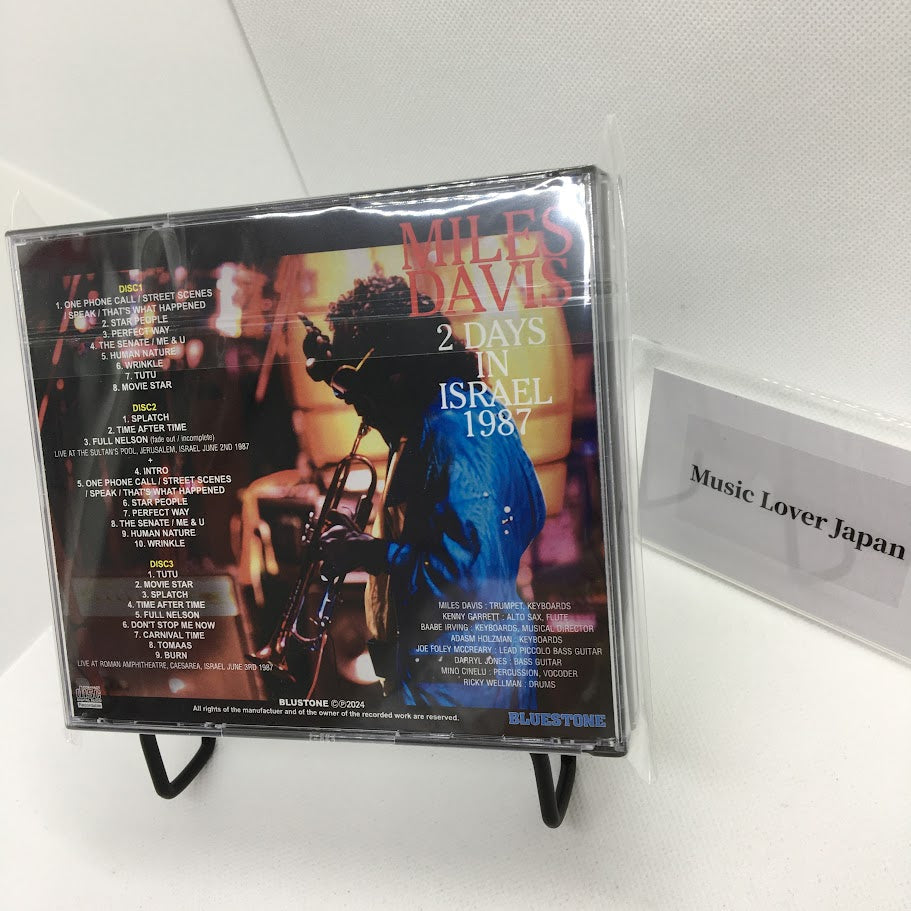 MILES
DAVIS
2 DAYS
IN
ISRAEL
1987
DISC1
1. ONE PHONE CALL / STREET SCENES
/ SPEAK / THAT'S WHAT HAPPENED
2. STAR PEOPLE
3. PERFECT WAY
4. THE SENATE / ME & U
5. HUMAN NATURE
6. WRINKLE
7. TUTU
8. MOVIE STAR
DISC2
1. SPLATCH
2. TIME AFTER TIME
3. FULL NELSON (fade out / incomplete)
LIVE AT THE SULTAN'S POOL, JERUSALEM, ISRAEL JUNE 2ND 1987
+
4. INTRO
5. ONE PHONE CALL / STREET SCENES
/ SPEAK / THAT'S WHAT HAPPENED
6. STAR PEOPLE
7. PERFECT WAY
8. THE SENATE / ME & U
9. HUMAN NATURE
10. WRINKLE
DISC3
1. TUTU
2. MOVIE STAR
3. SPLATCH
4. TIME AFTER TIME
5. FULL NELSON
6. DON'T STOP ME NOW
7. CARNIVAL TIME
8. TOMAAS
9. BURN
LIVE AT ROMAN AMPHITHEATRE, CAESAREA, ISRAEL JUNE 3RD 1987
MILES DAVIS : TRUMPET, KEYBOARDS
KENNY GARRETT : ALTO SAX, FLUTE
BAABE IRVING : KEYBOARDS, MUSICAL DIRECTOR
ADASM HOLZMAN : KEYBOARDS
JOE FOLEY MCCREARY : LEAD PICCOLO BASS GUITAR
DARRYL JONES : BASS GUITAR
MINO CINELU : PERCUSSION, VOCODER
RICKY WELLMAN : DRUMS
BLUSTONE ©℗2024
All rights of the manufactuer and of the owner of the recorded work are reserved.
BLUESTONE
Music Lover Japan